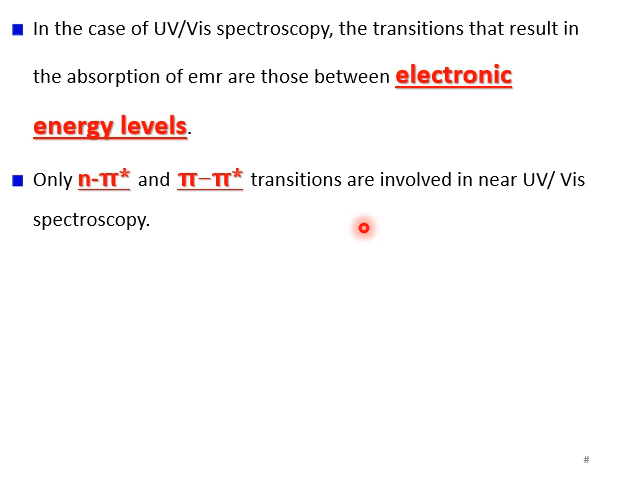 In the case of UV/Vis spectroscopy, the transitions that result in
the absorption of emr are those between electronic
energy levels.
Only n-π* and π–π* transitions are involved in near UV/ Vis
spectroscopy.
#